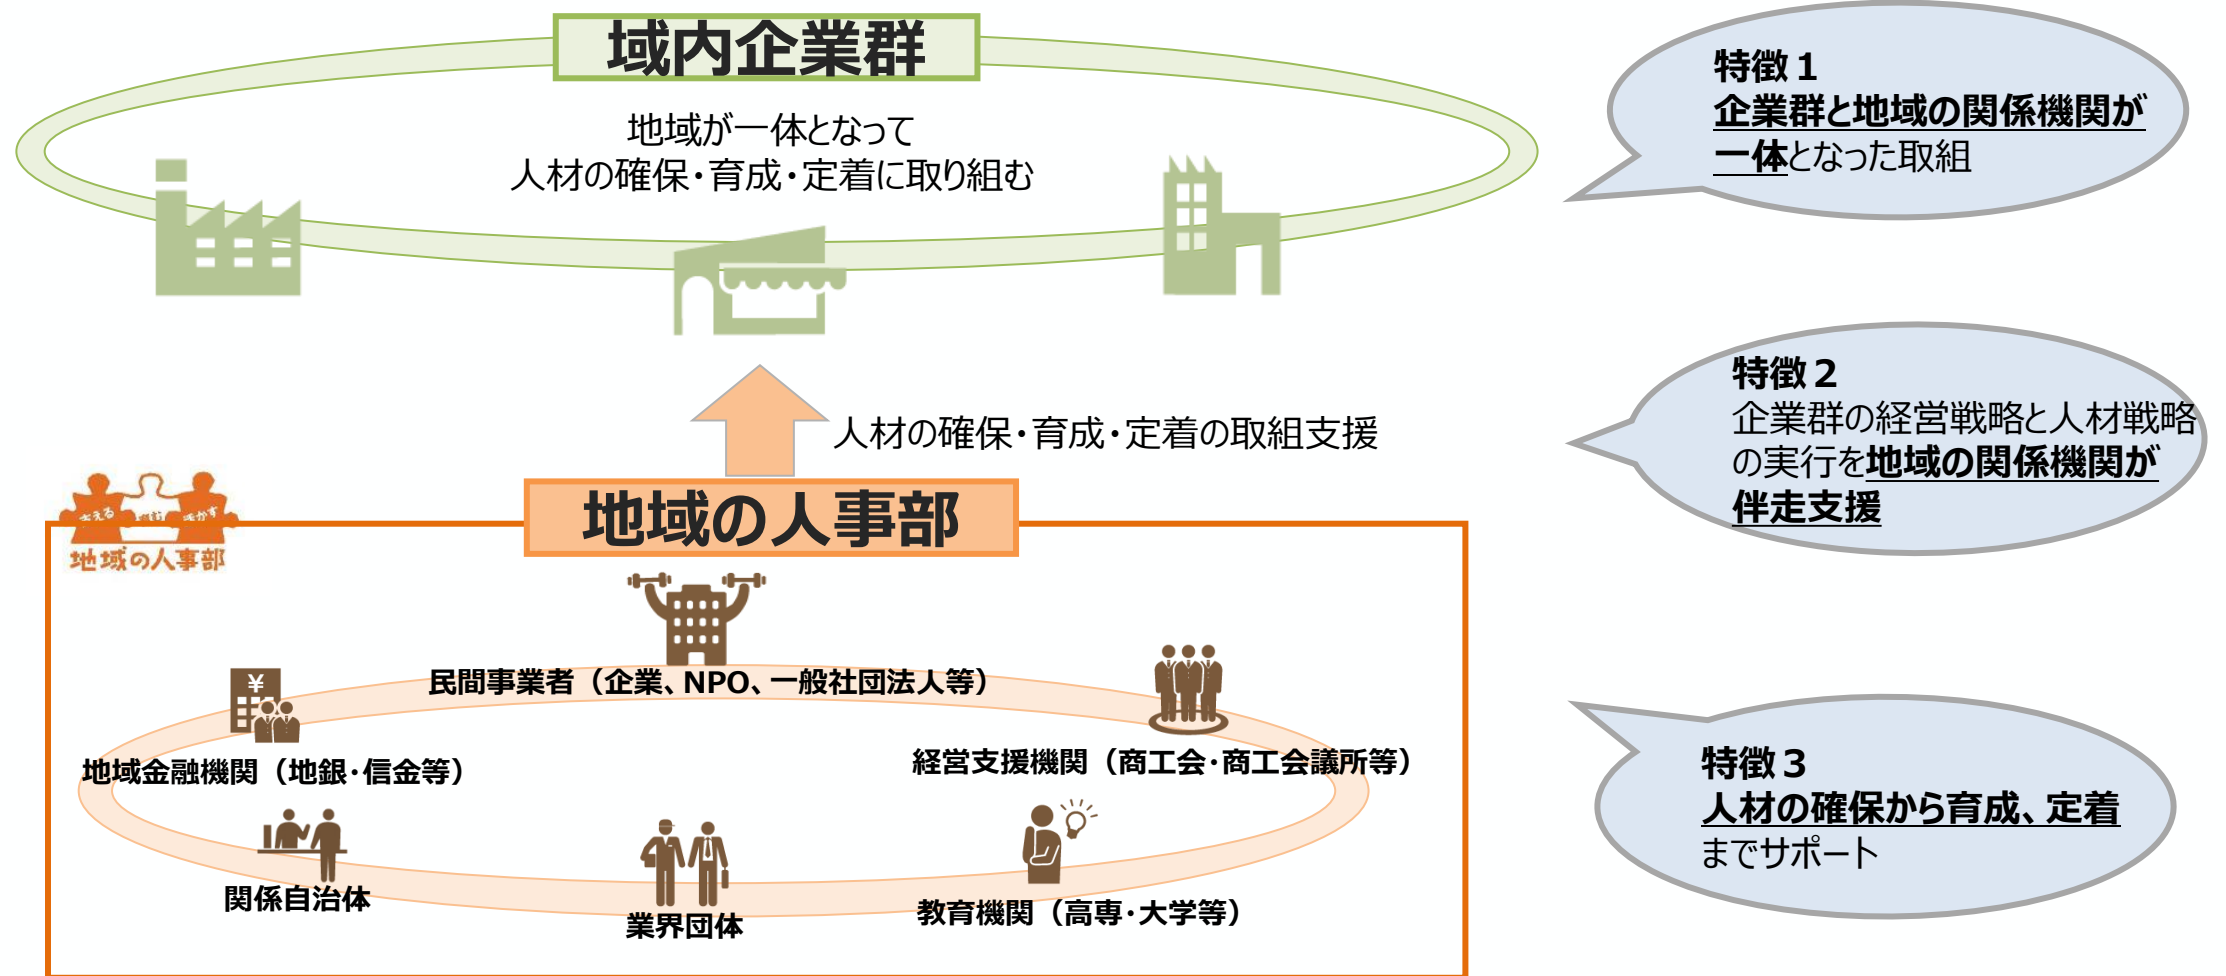 域内企業群
地域が一体となって
人材の確保・育成・定着に取り組む
特徴１
企業群と地域の関係機関が
一体となった取組
人材の確保・育成・定着の取組支援
特徴２
企業群の経営戦略と人材戦略
の実行を地域の関係機関が
伴走支援
地域の人事部
支える
活かす
地域の人事部
民間事業者（企業、NPO、一般社団法人等）
¥
地域金融機関（地銀・信金等）
経営支援機関（商工会・商工会議所等）
関係自治体
業界団体
教育機関（高専・大学等）
特徴３
人材の確保から育成、定着
までサポート